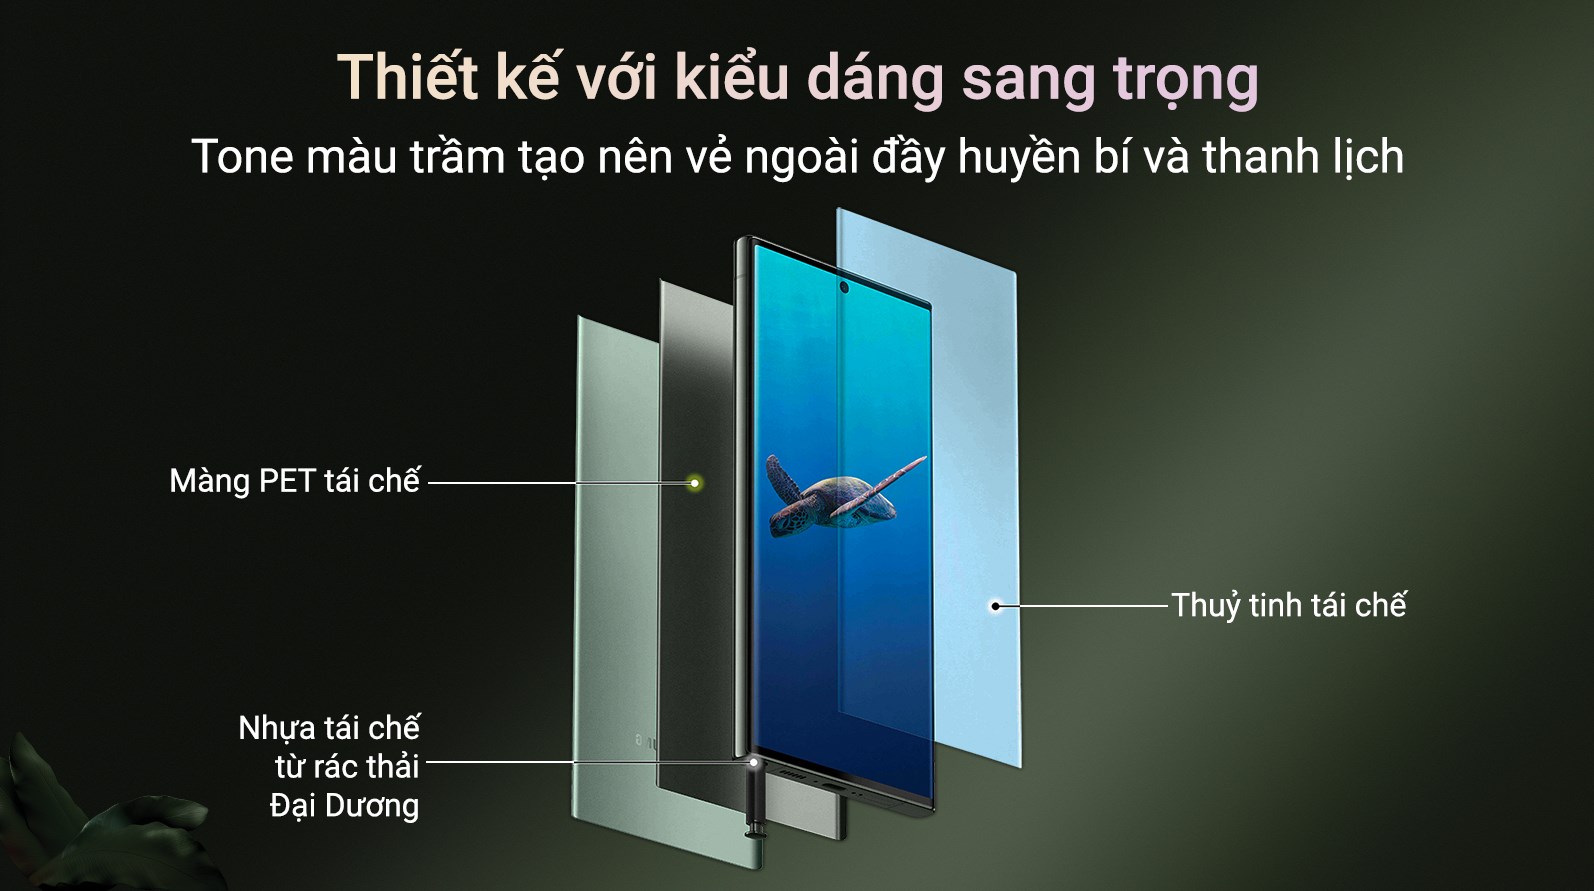 Thiết kế với kiểu dáng sang trọng
Tone màu trầm tạo nên vẻ ngoài đầy huyền bí và thanh lịch
Màng PET tái chế
Thuỷ tinh tái chế
Nhựa tái chế
từ rác thải
Đại Dương